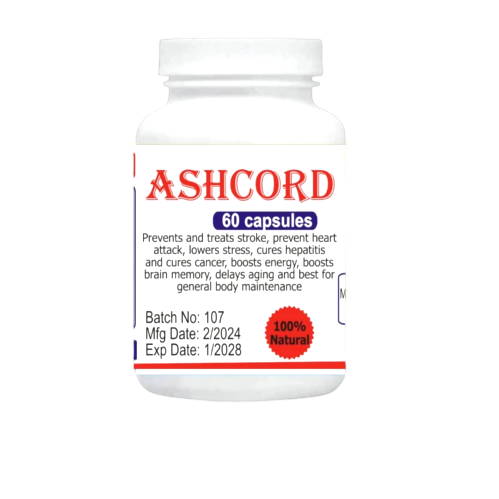 ASHCORD
60 capsules
Prevents and treats stroke, prevent heart
attack, lowers stress, cures hepatitis
and cures cancer, boosts energy, boosts
brain memory, delays aging and best for
general body maintenance
Batch No: 107
Mfg Date: 2/2024
Exp Date: 1/2028
100%
Natural